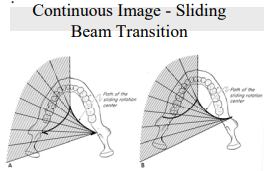 Continuous Image - Sliding
Beam Transition
Path of the
sliding rotation
center
Path of the
sliding rotation
center
A
B